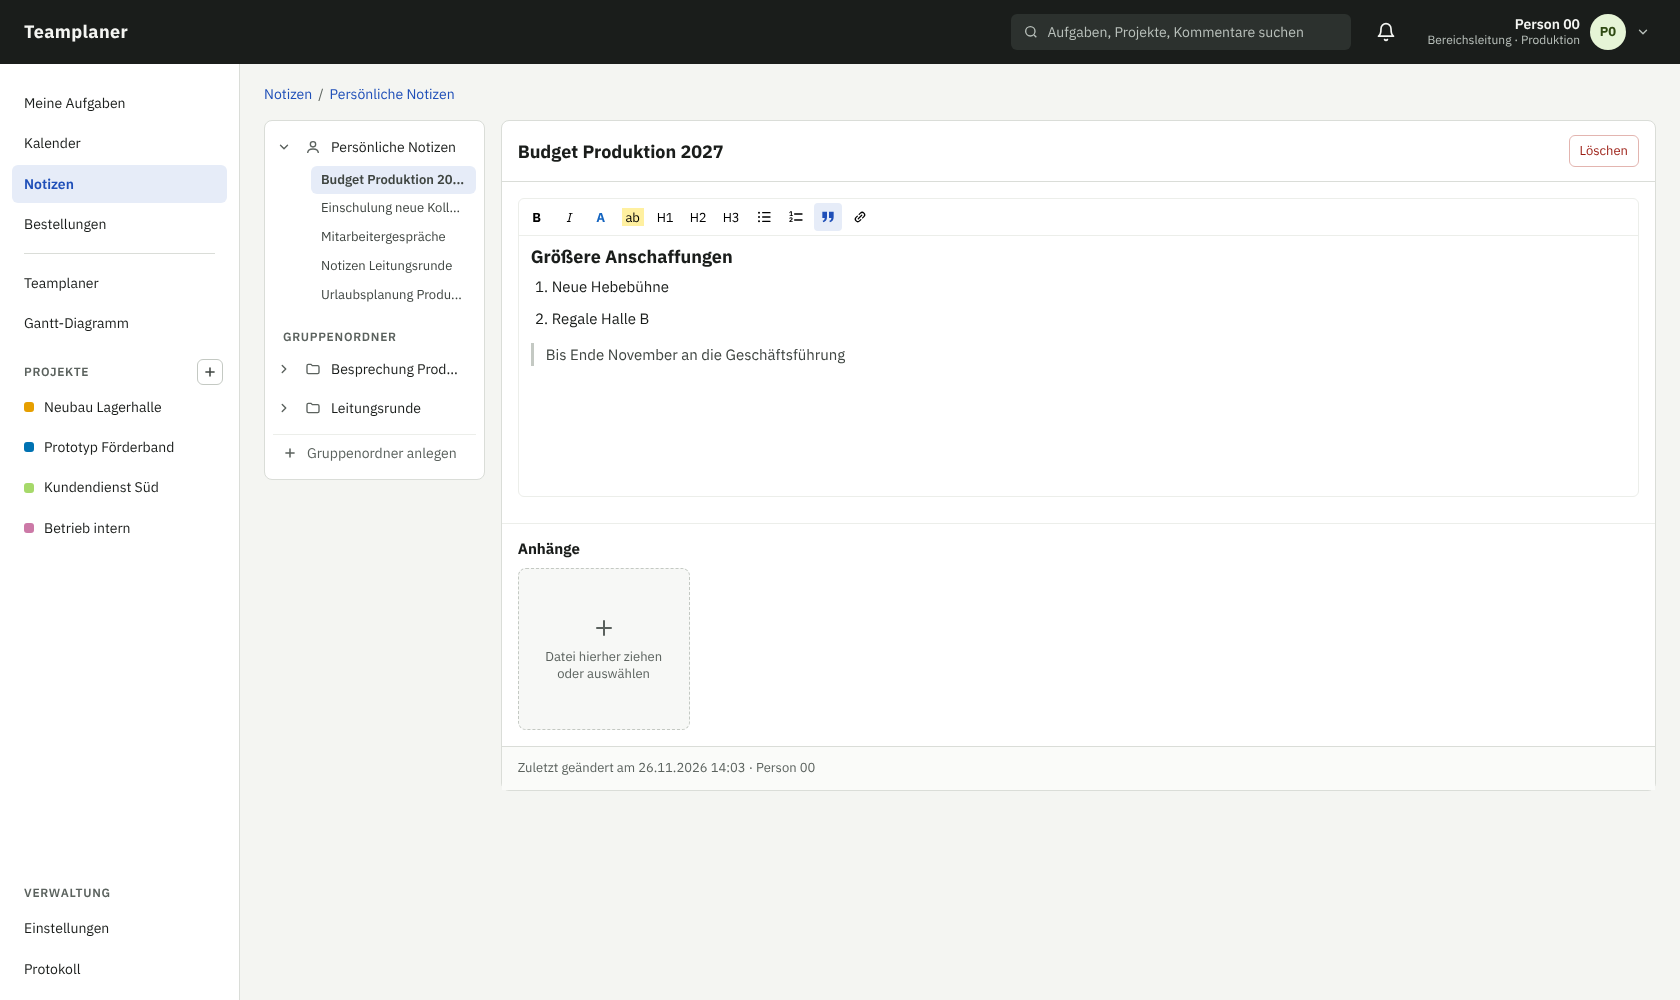 Teamplaner
Aufgaben, Projekte, Kommentare suchen
Person 00
Bereichsleitung · Produktion
P0
Meine Aufgaben
Kalender
Notizen
Bestellungen
Teamplaner
Gantt-Diagramm
PROJEKTE
Neubau Lagerhalle
Prototyp Förderband
Kundendienst Süd
Betrieb intern
VERWALTUNG
Einstellungen
Protokoll
Notizen / Persönliche Notizen
Persönliche Notizen
Budget Produktion 20...
Einschulung neue Koll...
Mitarbeitergespräche
Notizen Leitungsrunde
Urlaubsplanung Produ...
GRUPPENORDNER
Besprechung Prod...
Leitungsrunde
Gruppenordner anlegen
Budget Produktion 2027
Löschen
B I A ab H1 H2 H3
Größere Anschaffungen
1. Neue Hebebühne
2. Regale Halle B
Bis Ende November an die Geschäftsführung
Anhänge
Datei hierher ziehen
oder auswählen
Zuletzt geändert am 26.11.2026 14:03 · Person 00